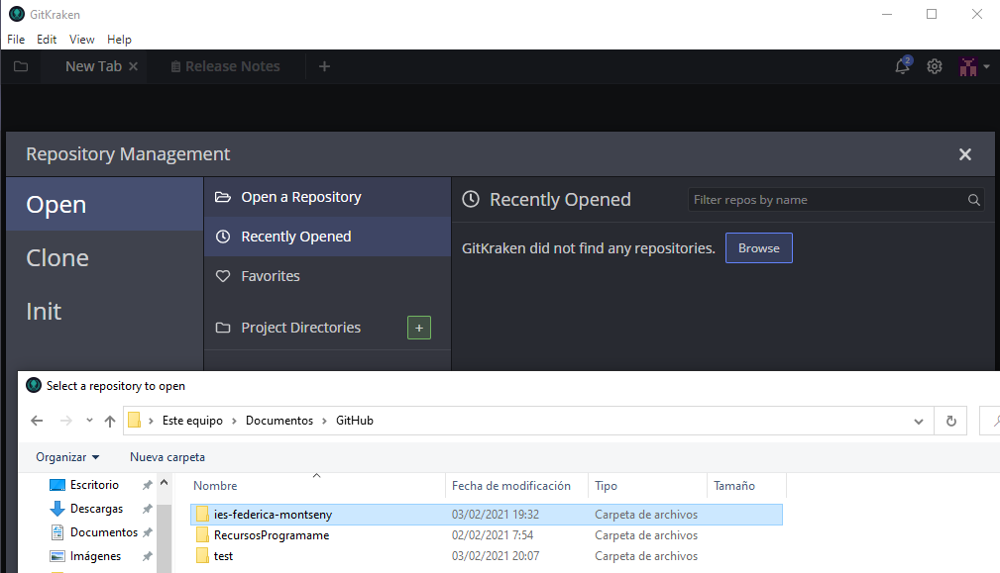 GitKraken
File Edit View Help
New Tab Release Notes
2
Repository Management
Open
Clone
Init
Open a Repository
Recently Opened
Favorites
Project Directories
+
Recently Opened
Filter repos by name
GitKraken did not find any repositories. Browse
Select a repository to open
Este equipo > Documentos > GitHub
Organizar Nueva carpeta
Escritorio
Descargas
Documentos
Imágenes
Nombre Fecha de modificación Tipo Tamaño
ies-federica-montseny 03/02/2021 19:32 Carpeta de archivos
RecursosProgramame 02/02/2021 7:54 Carpeta de archivos
test 03/02/2021 20:07 Carpeta de archivos